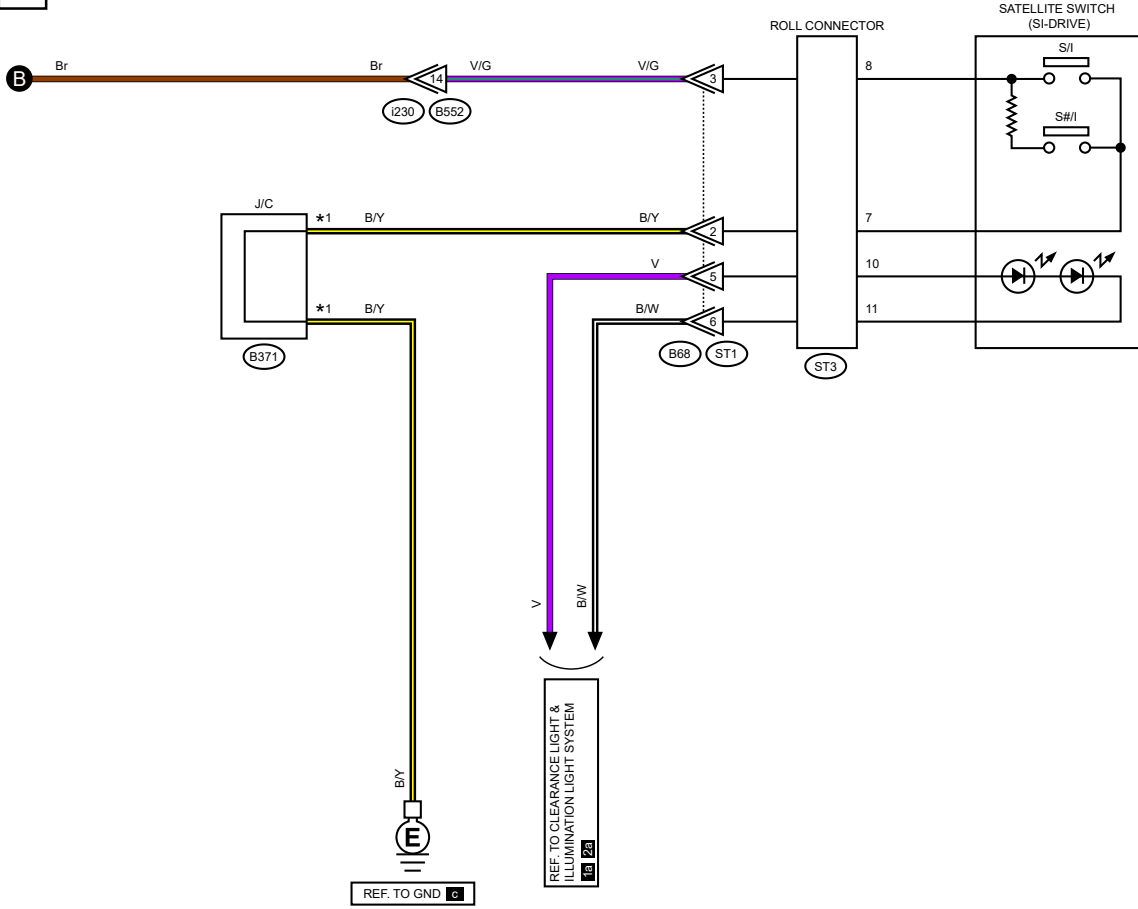 SATELLITE SWITCH
(SI-DRIVE)
ROLL CONNECTOR
B
Br
Br
14
V/G
V/G
3
8
S/I
i230
B552
S#/I
J/C
*1
B/Y
B/Y
2
7
V
5
10
*1
B/Y
B/W
6
11
B371
B68
ST1
ST3
V
B/W
B/Y
REF. TO CLEARANCE LIGHT &
ILLUMINATION LIGHT SYSTEM
1a 2a
E
REF. TO GND c